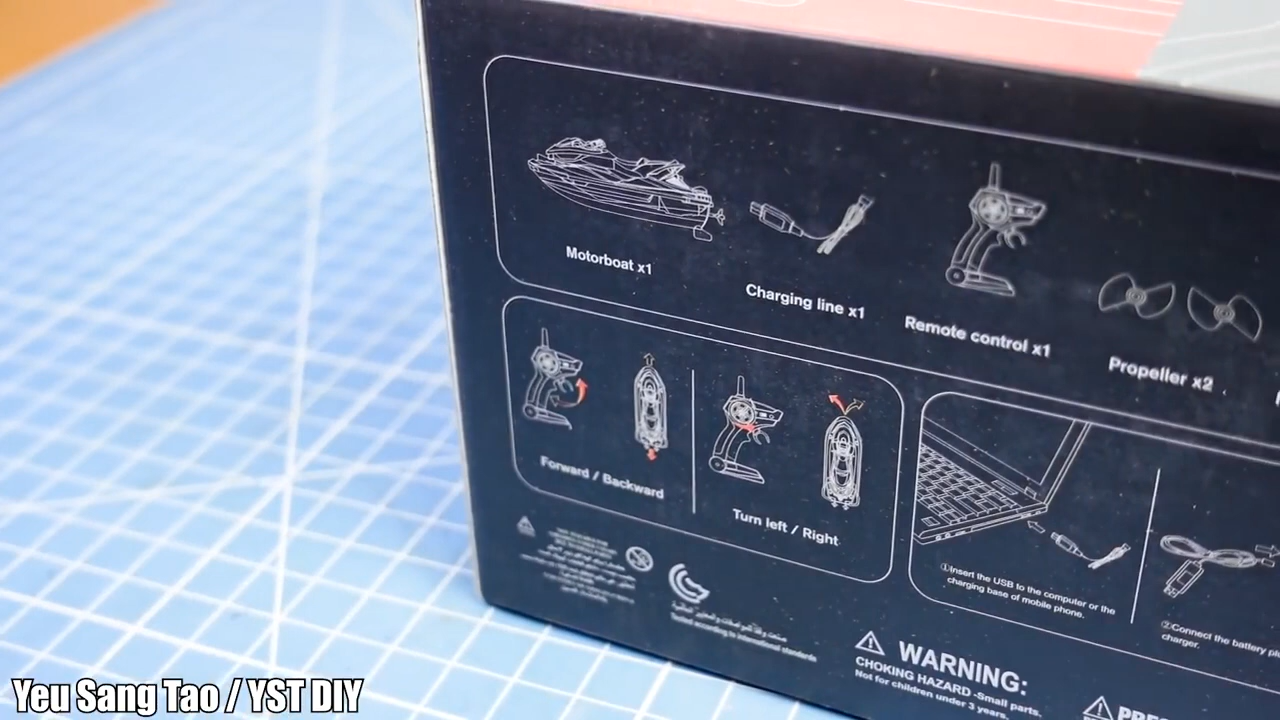 Motorboat x1
Charging line x1
Remote control x1
Propeller x2
Forward / Backward
Turn left / Right
①Insert the USB to the computer or the
charging base of mobile phone.
②Connect the battery
charger.
Tested according to international standards
WARNING:
CHOKING HAZARD -Small parts.
Not for children under 3 years.
Yeu Sang Tao / YST DIY